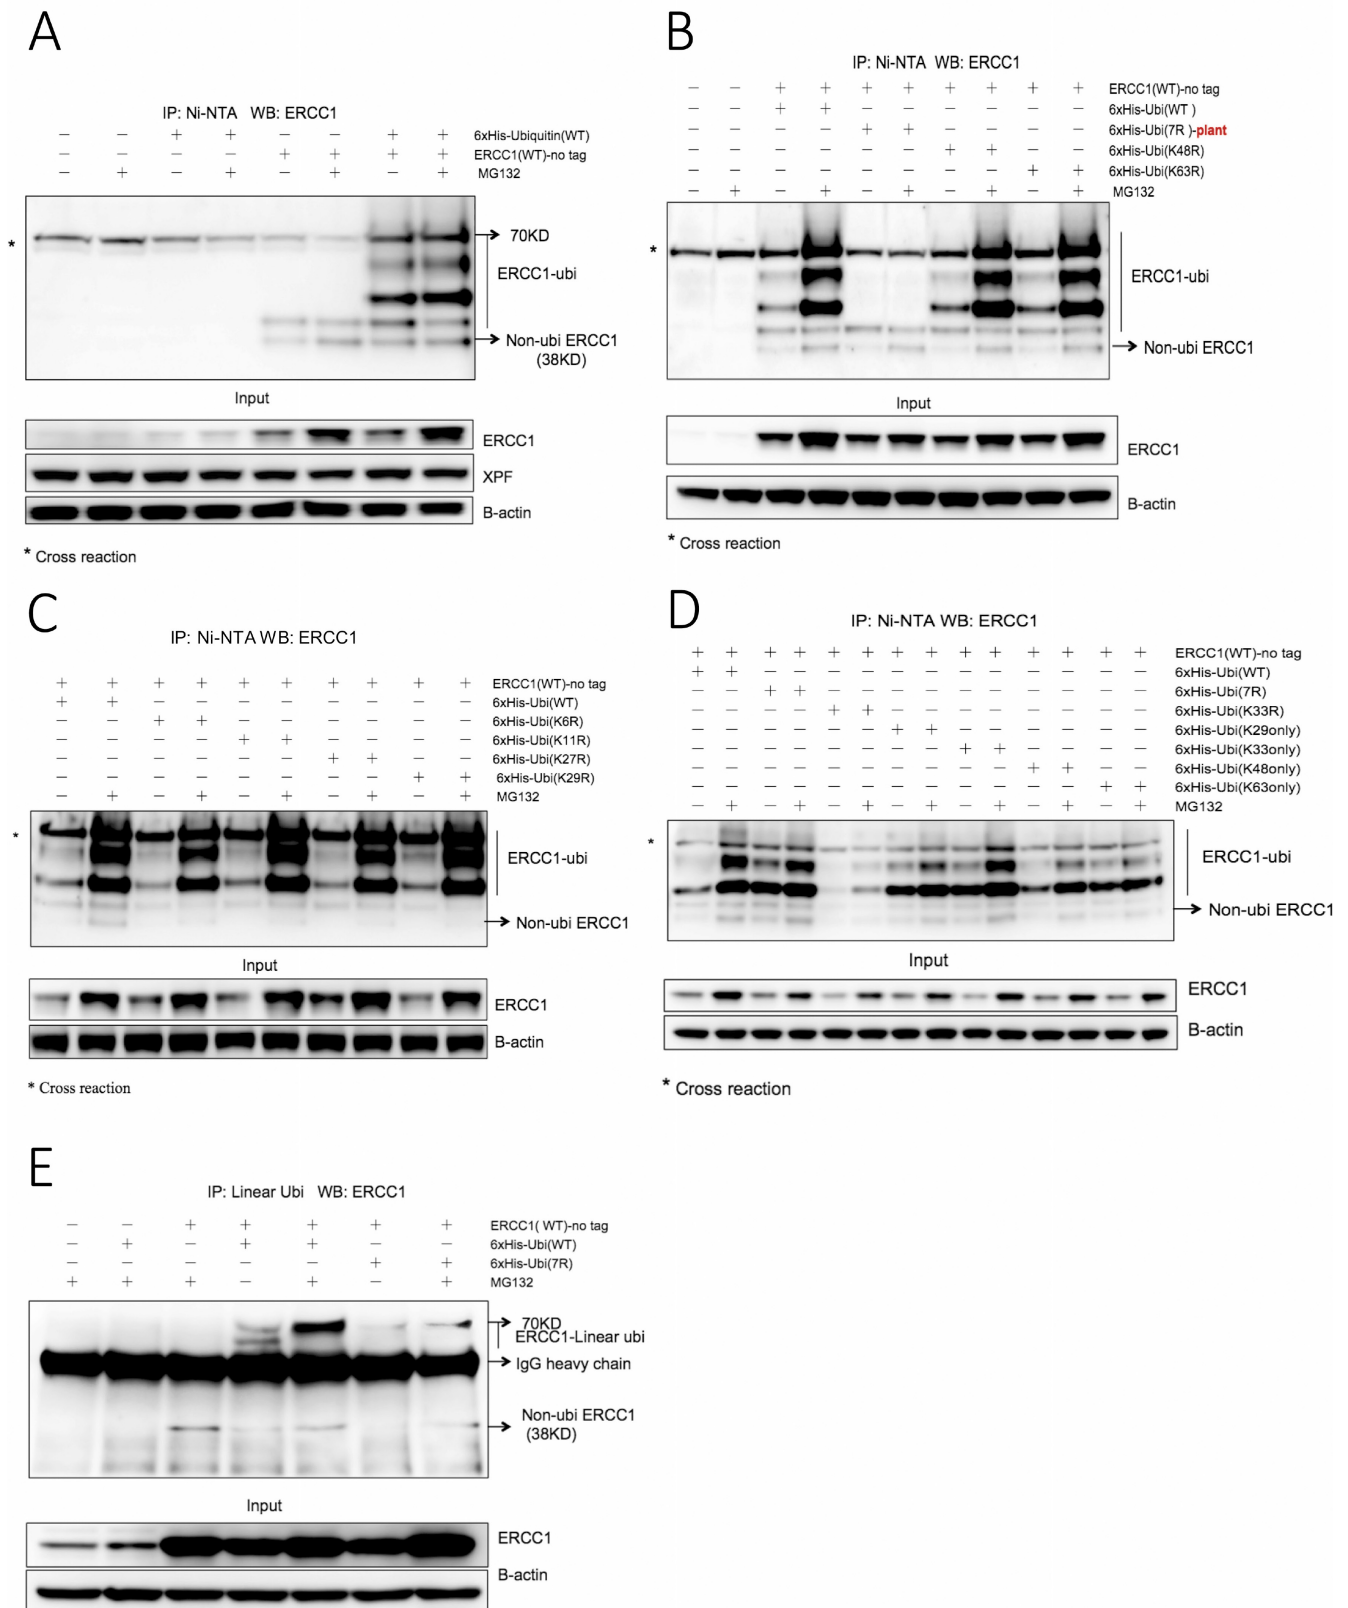 A
IP: Ni-NTA WB: ERCC1
− − + + − − + + 6xHis-Ubiquitin(WT)
− − − − + + + + ERCC1(WT)-no tag
− + − + − + − + MG132
*
70KD
ERCC1-ubi
Non-ubi ERCC1
(38KD)
Input
ERCC1
XPF
B-actin
* Cross reaction
B
IP: Ni-NTA WB: ERCC1
− − + + + + + + + + ERCC1(WT)-no tag
− − + + − − − − − − 6xHis-Ubi(WT )
− − − − + + − − − − 6xHis-Ubi(7R )-plant
− − − − − − + + − − 6xHis-Ubi(K48R)
− − − − − − − − + + 6xHis-Ubi(K63R)
− + − + − + − + − + MG132
*
ERCC1-ubi
Non-ubi ERCC1
Input
ERCC1
B-actin
* Cross reaction
C
IP: Ni-NTA WB: ERCC1
+ + + + + + + + + + ERCC1(WT)-no tag
+ + − − − − − − − − 6xHis-Ubi(WT)
− − + + − − − − − − 6xHis-Ubi(K6R)
− − − − + + − − − − 6xHis-Ubi(K11R)
− − − − − − + + − − 6xHis-Ubi(K27R)
− − − − − − − − + + 6xHis-Ubi(K29R)
− + − + − + − + − + MG132
*
ERCC1-ubi
Non-ubi ERCC1
Input
ERCC1
B-actin
* Cross reaction
D
IP: Ni-NTA WB: ERCC1
+ + + + + + + + + + + + + + ERCC1(WT)-no tag
+ + − − − − − − − − − − − − 6xHis-Ubi(WT)
− − + + − − − − − − − − − − 6xHis-Ubi(7R)
− − − − + + − − − − − − − − 6xHis-Ubi(K33R)
− − − − − − + + − − − − − − 6xHis-Ubi(K29only)
− − − − − − − − + + − − − − 6xHis-Ubi(K33only)
− − − − − − − − − − + + − − 6xHis-Ubi(K48only)
− − − − − − − − − − − − + + 6xHis-Ubi(K63only)
− + − + − + − + − + − + − + MG132
*
ERCC1-ubi
Non-ubi ERCC1
Input
ERCC1
B-actin
* Cross reaction
E
IP: Linear Ubi WB: ERCC1
− − + + + + + ERCC1( WT)-no tag
− + − + + − − 6xHis-Ubi(WT)
− − − − − + + 6xHis-Ubi(7R)
+ + + − + − + MG132
70KD
ERCC1-Linear ubi
IgG heavy chain
Non-ubi ERCC1
(38KD)
Input
ERCC1
B-actin